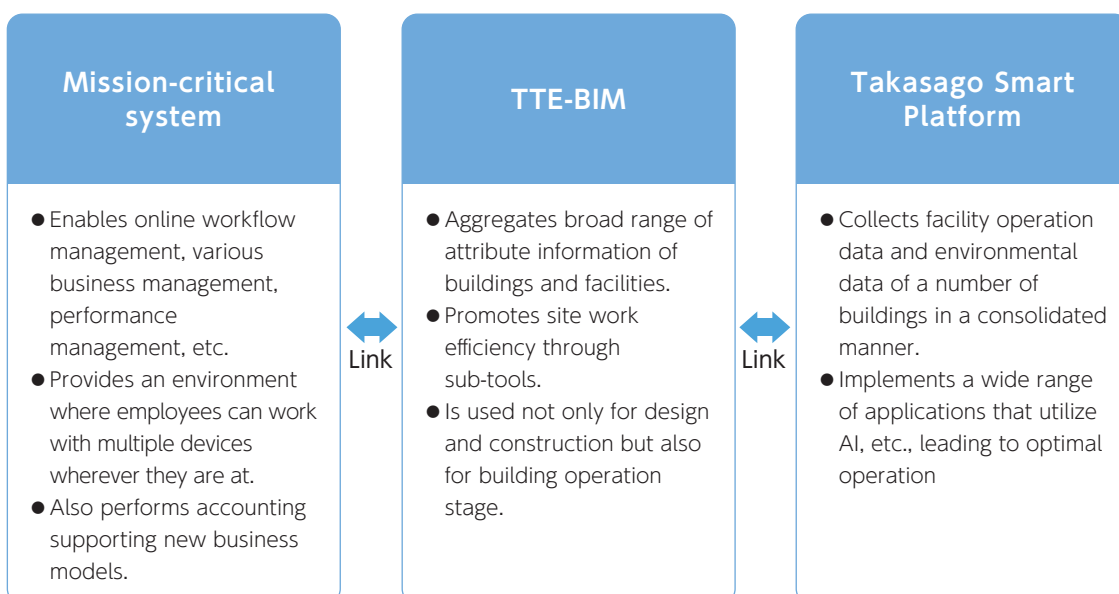 Mission-critical
system
● Enables online workflow
management, various
business management,
performance
management, etc.
● Provides an environment
where employees can work
with multiple devices
wherever they are at.
● Also performs accounting
supporting new business
models.
Link
TTE-BIM
● Aggregates broad range of
attribute information of
buildings and facilities.
● Promotes site work
efficiency through
sub-tools.
● Is used not only for design
and construction but also
for building operation
stage.
Link
Takasago Smart
Platform
● Collects facility operation
data and environmental
data of a number of
buildings in a consolidated
manner.
● Implements a wide range
of applications that utilize
AI, etc., leading to optimal
operation